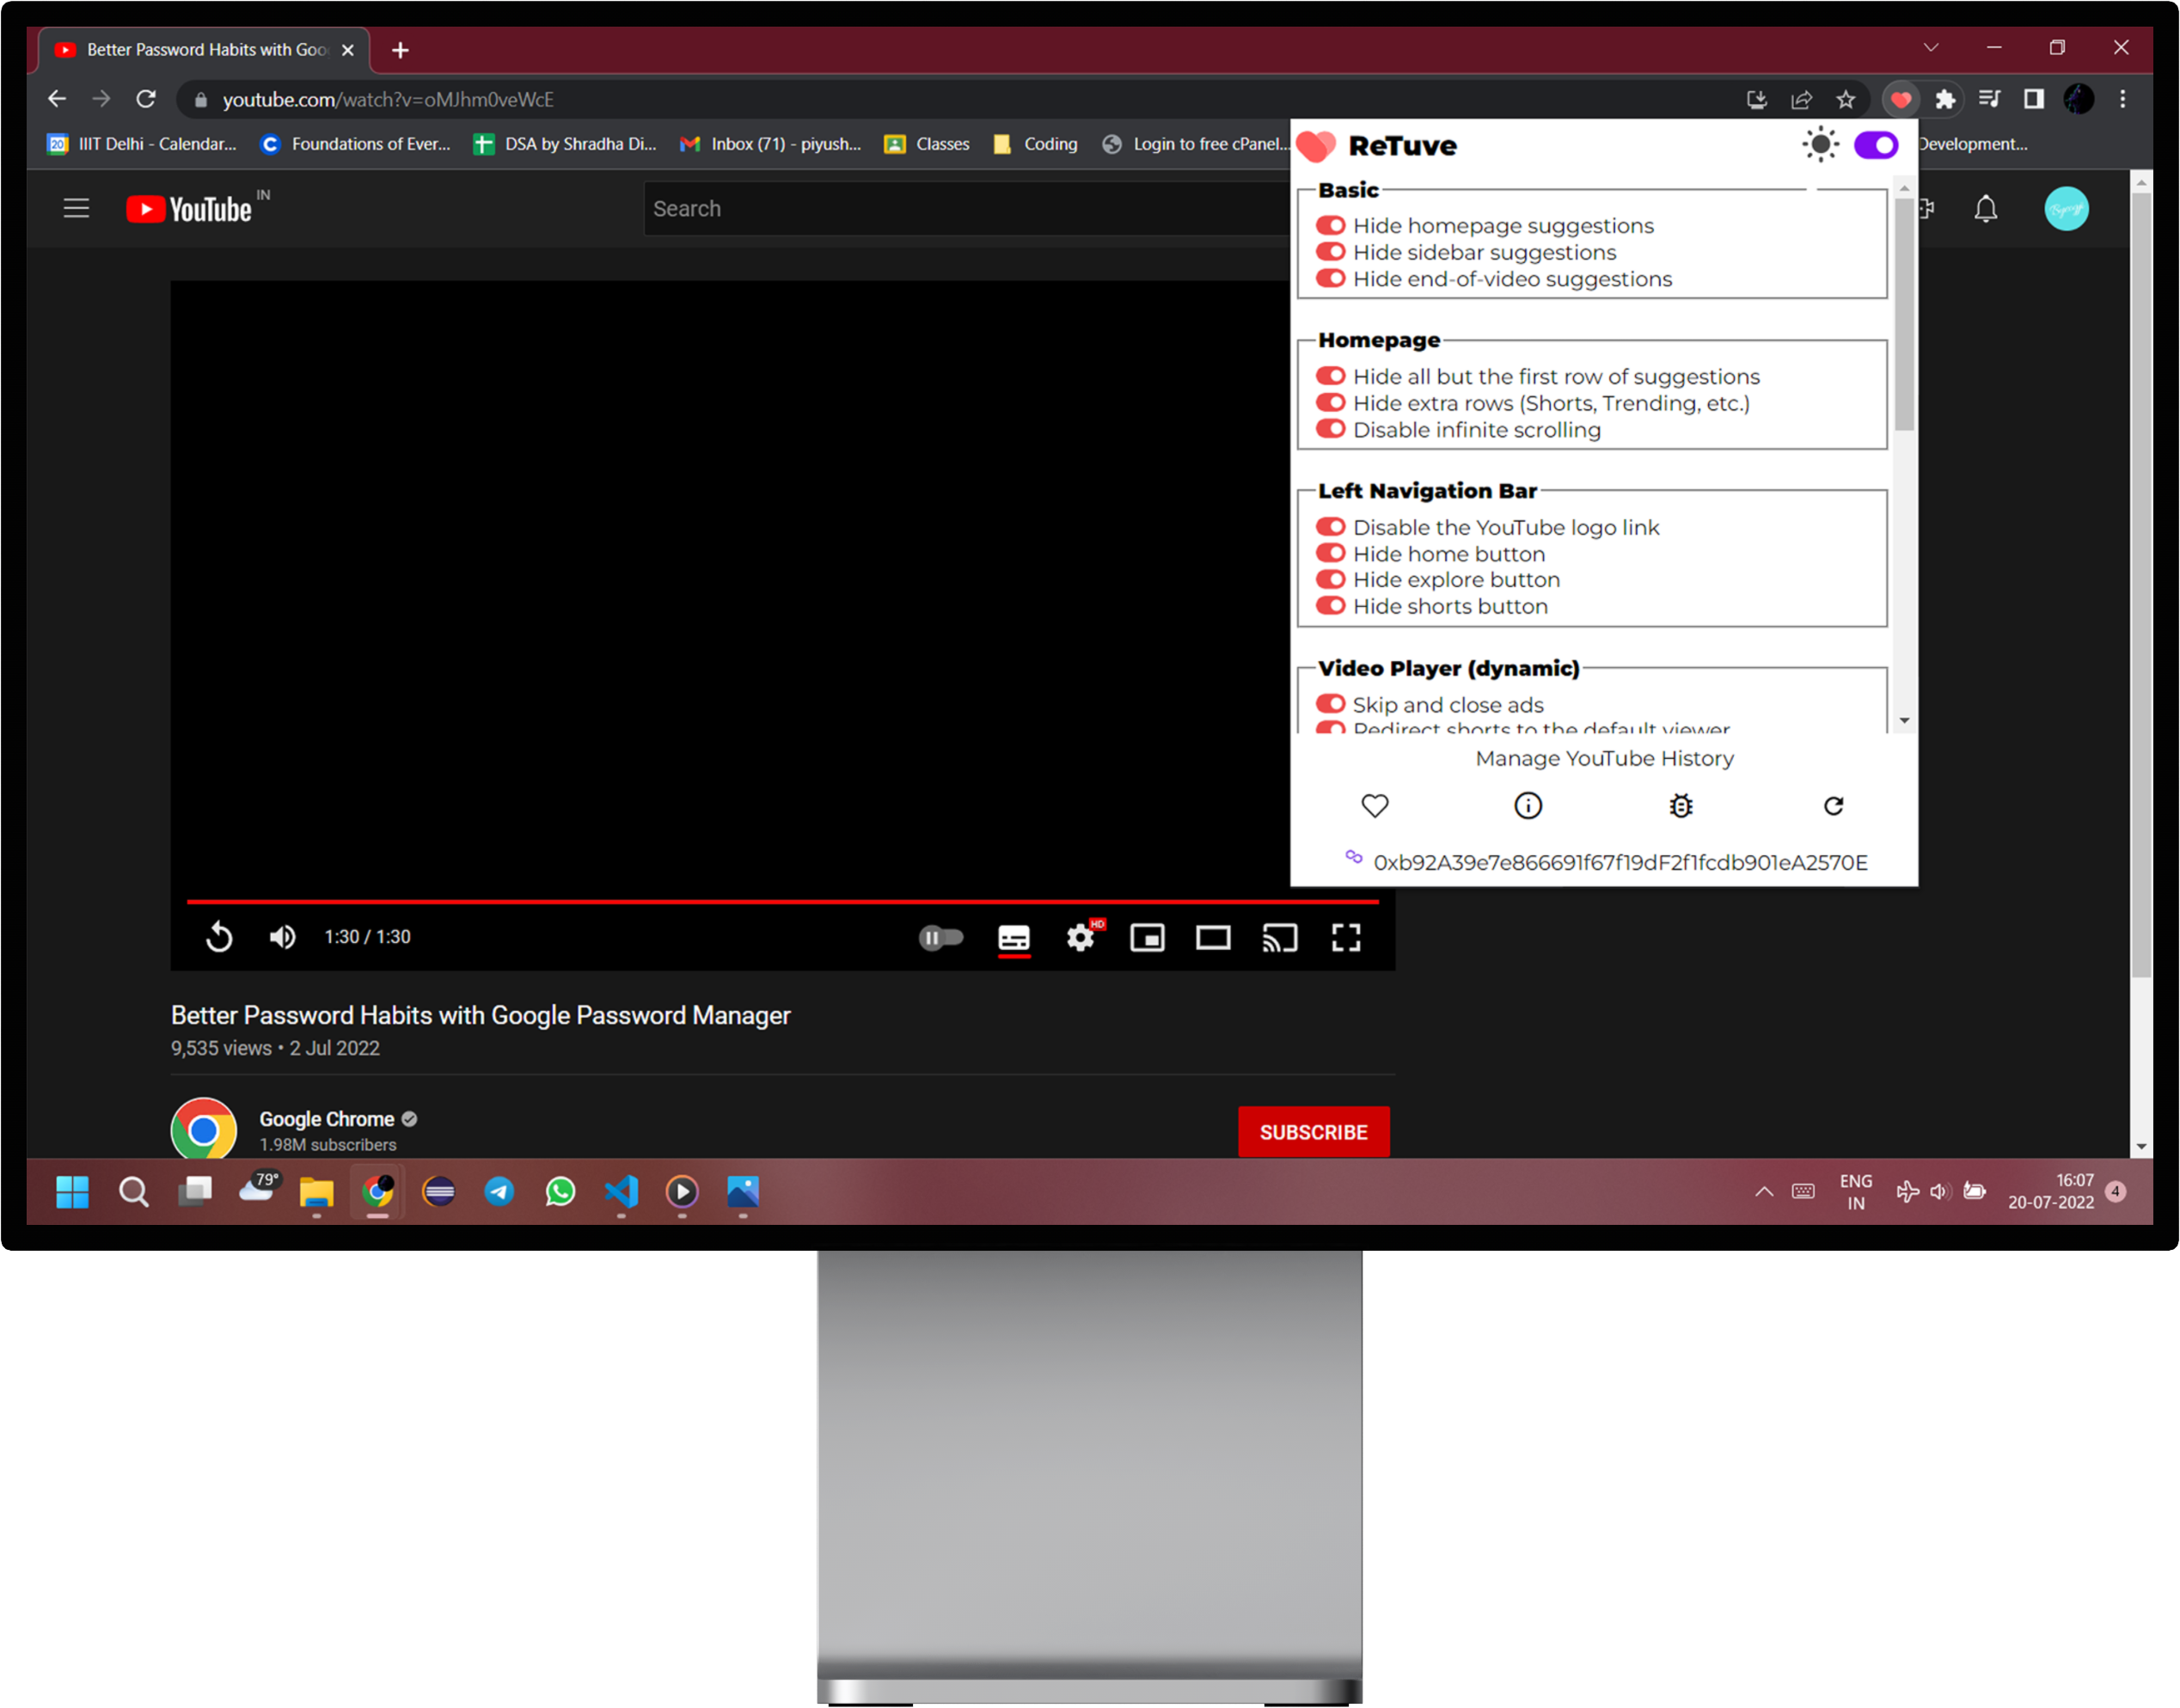 Better Password Habits with Goo
youtube.com/watch?v=oMJhm0veWcE
20 IIIT Delhi - Calendar... Foundations of Ever... DSA by Shradha Di... Inbox (71) - piyush... Classes Coding Login to free cPanel... Development...
ReTuve
YouTube IN
Search
Basic
Hide homepage suggestions
Hide sidebar suggestions
Hide end-of-video suggestions
Homepage
Hide all but the first row of suggestions
Hide extra rows (Shorts, Trending, etc.)
Disable infinite scrolling
Left Navigation Bar
Disable the YouTube logo link
Hide home button
Hide explore button
Hide shorts button
Video Player (dynamic)
Skip and close ads
Redirect shorts to the default viewer
Manage YouTube History
0xb92A39e7e866691f67f19dF2f1fcdb901eA2570E
1:30 / 1:30
HD
Better Password Habits with Google Password Manager
9,535 views • 2 Jul 2022
Google Chrome
1.98M subscribers
SUBSCRIBE
79°
ENG
IN
16:07
20-07-2022
4